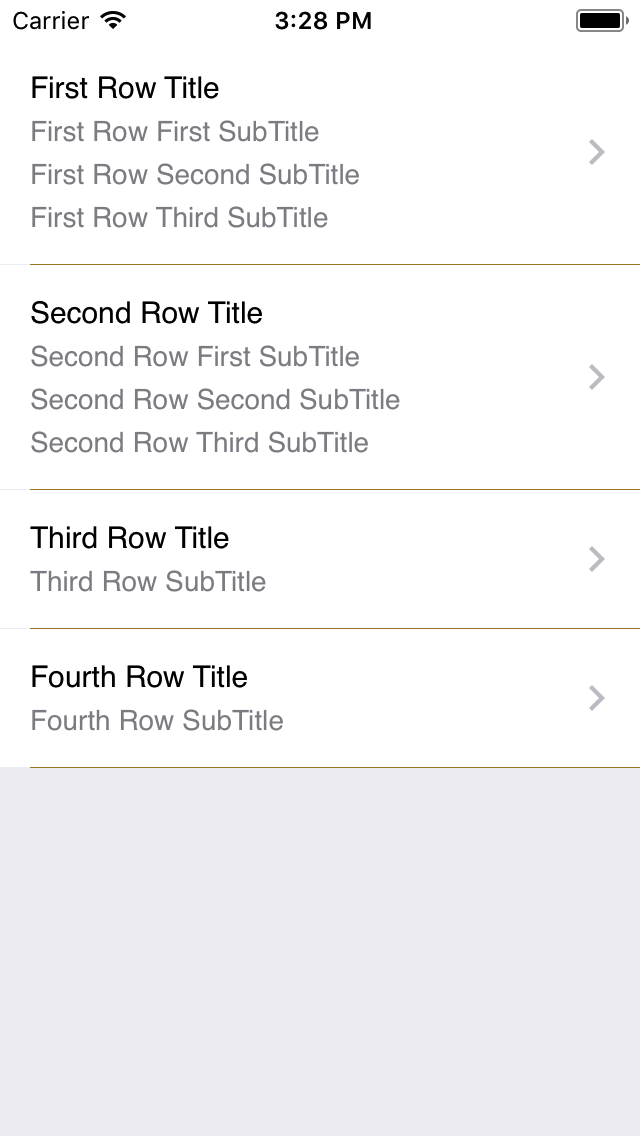 Carrier 3:28 PM
First Row Title
First Row First SubTitle
First Row Second SubTitle
First Row Third SubTitle
Second Row Title
Second Row First SubTitle
Second Row Second SubTitle
Second Row Third SubTitle
Third Row Title
Third Row SubTitle
Fourth Row Title
Fourth Row SubTitle